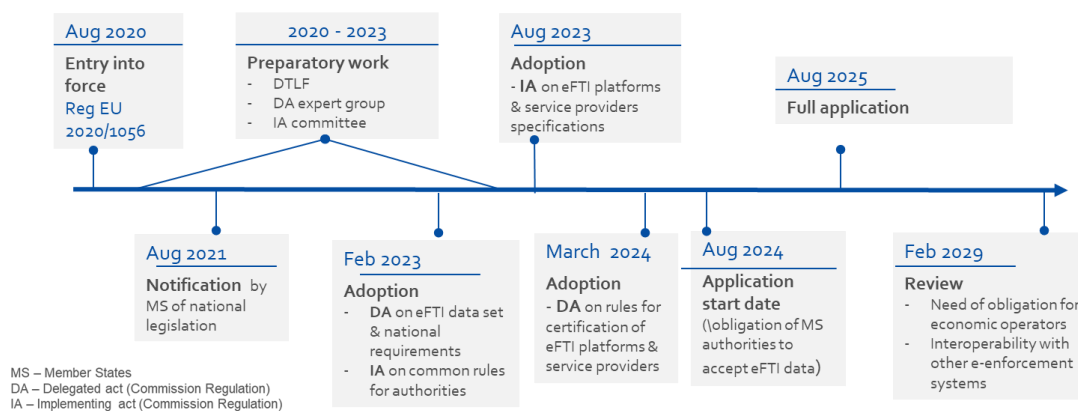 Aug 2020
Entry into
force
Reg EU
2020/1056
2020 - 2023
Preparatory work
- DTLF
- DA expert group
- IA committee
Aug 2023
Adoption
- IA on eFTI platforms
& service providers
specifications
Aug 2025
Full application
Aug 2021
Notification by
MS of national
legislation
Feb 2023
Adoption
- DA on eFTI data set
& national
requirements
- IA on common rules
for authorities
March 2024
Adoption
- DA on rules for
certification of
eFTI platforms &
service providers
Aug 2024
Application
start date
(\obligation of MS
authorities to
accept eFTI data)
Feb 2029
Review
- Need of obligation for
economic operators
- Interoperability with
other e-enforcement
systems
MS – Member States
DA – Delegated act (Commission Regulation)
IA – Implementing act (Commission Regulation)